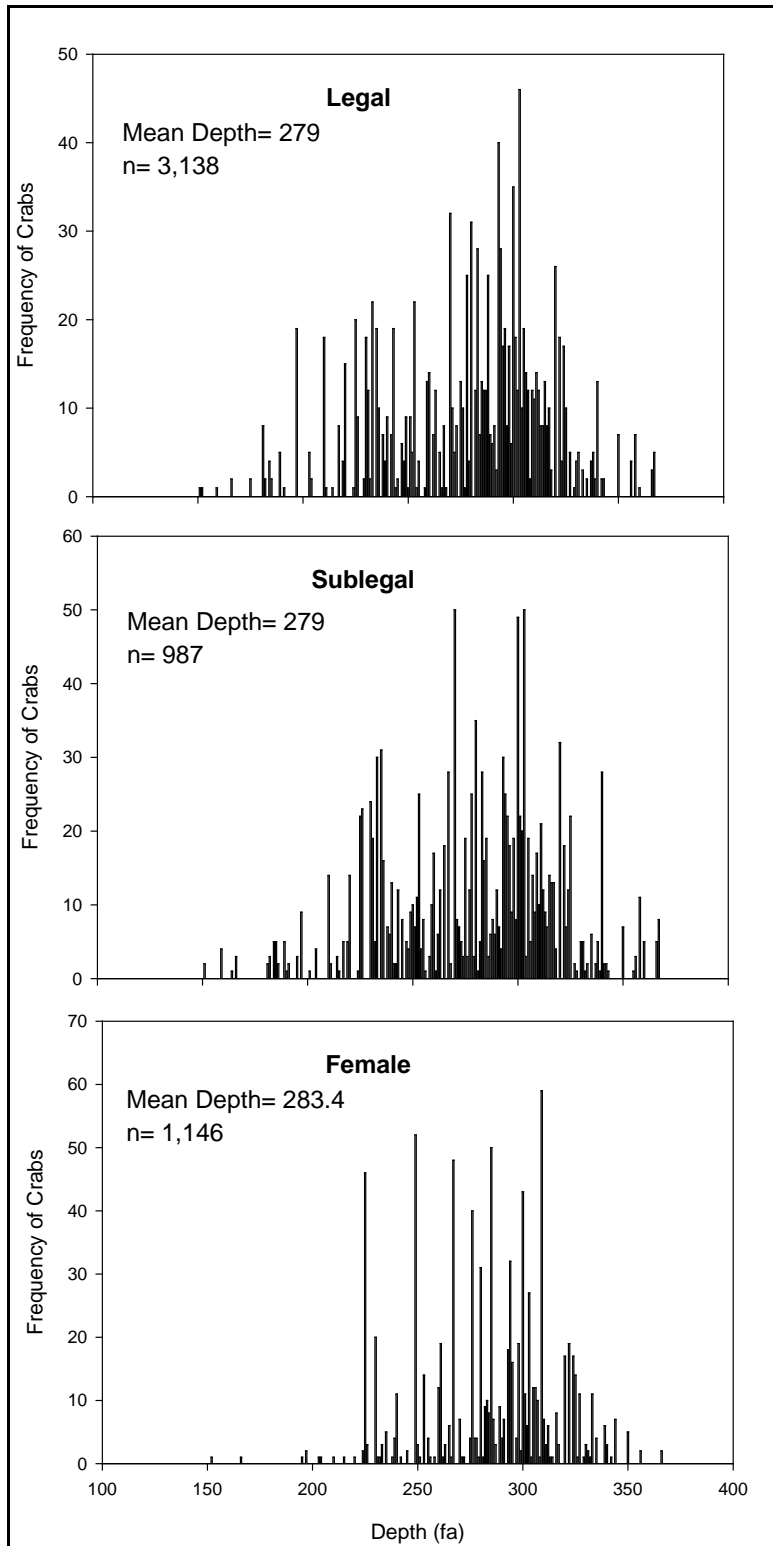 50
Legal
Mean Depth= 279
n= 3,138
40
30
20
10
0
Frequency of Crabs
60
Sublegal
Mean Depth= 279
n= 987
50
40
30
20
10
0
Frequency of Crabs
70
Female
Mean Depth= 283.4
n= 1,146
60
50
40
30
20
10
0
Frequency of Crabs
100 150 200 250 300 350 400
Depth (fa)